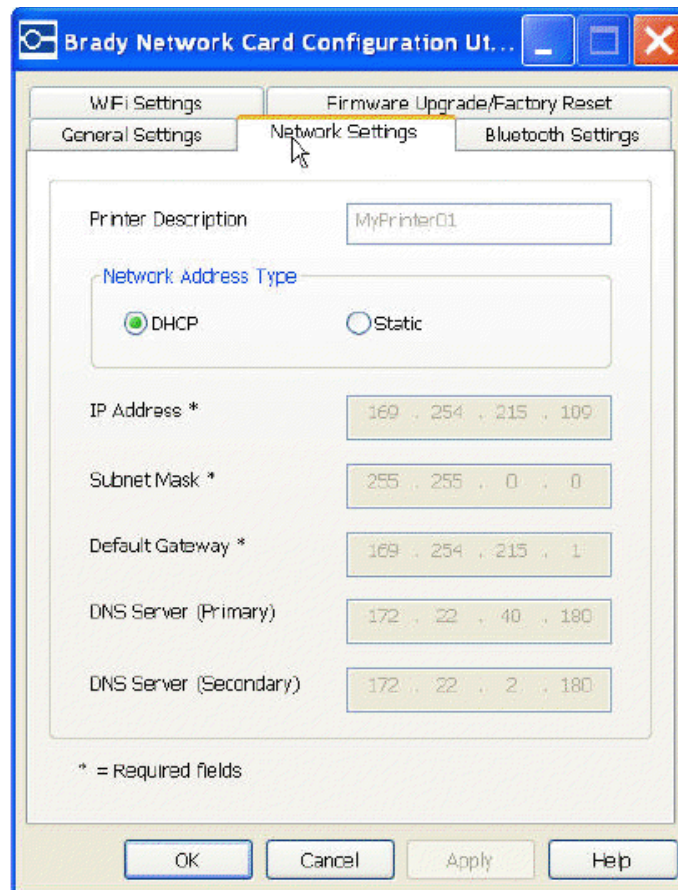 Brady Network Card Configuration Ut...
WiFi Settings Firmware Upgrade/Factory Reset
General Settings Network Settings Bluetooth Settings
Printer Description MyPrinter01
Network Address Type
DHCP Static
IP Address * 169 . 254 . 215 . 109
Subnet Mask * 255 . 255 . 0 . 0
Default Gateway * 169 . 254 . 215 . 1
DNS Server (Primary) 172 . 22 . 40 . 180
DNS Server (Secondary) 172 . 22 . 2 . 180
* = Required fields
OK Cancel Apply Help